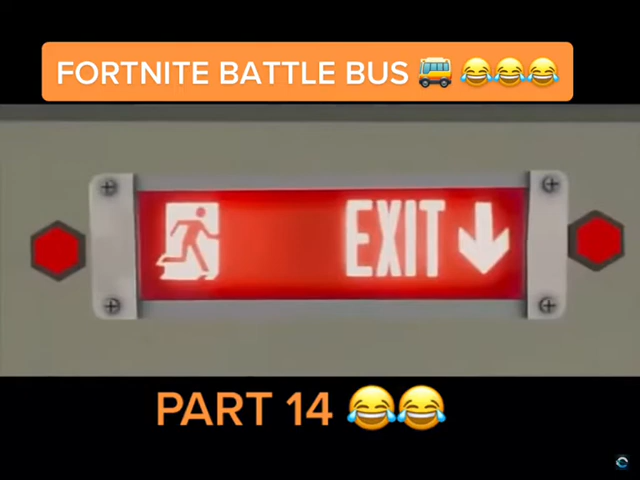 FORTNITE BATTLE BUS 🚌 😂😂😂
EXIT ↓
PART 14 😂😂